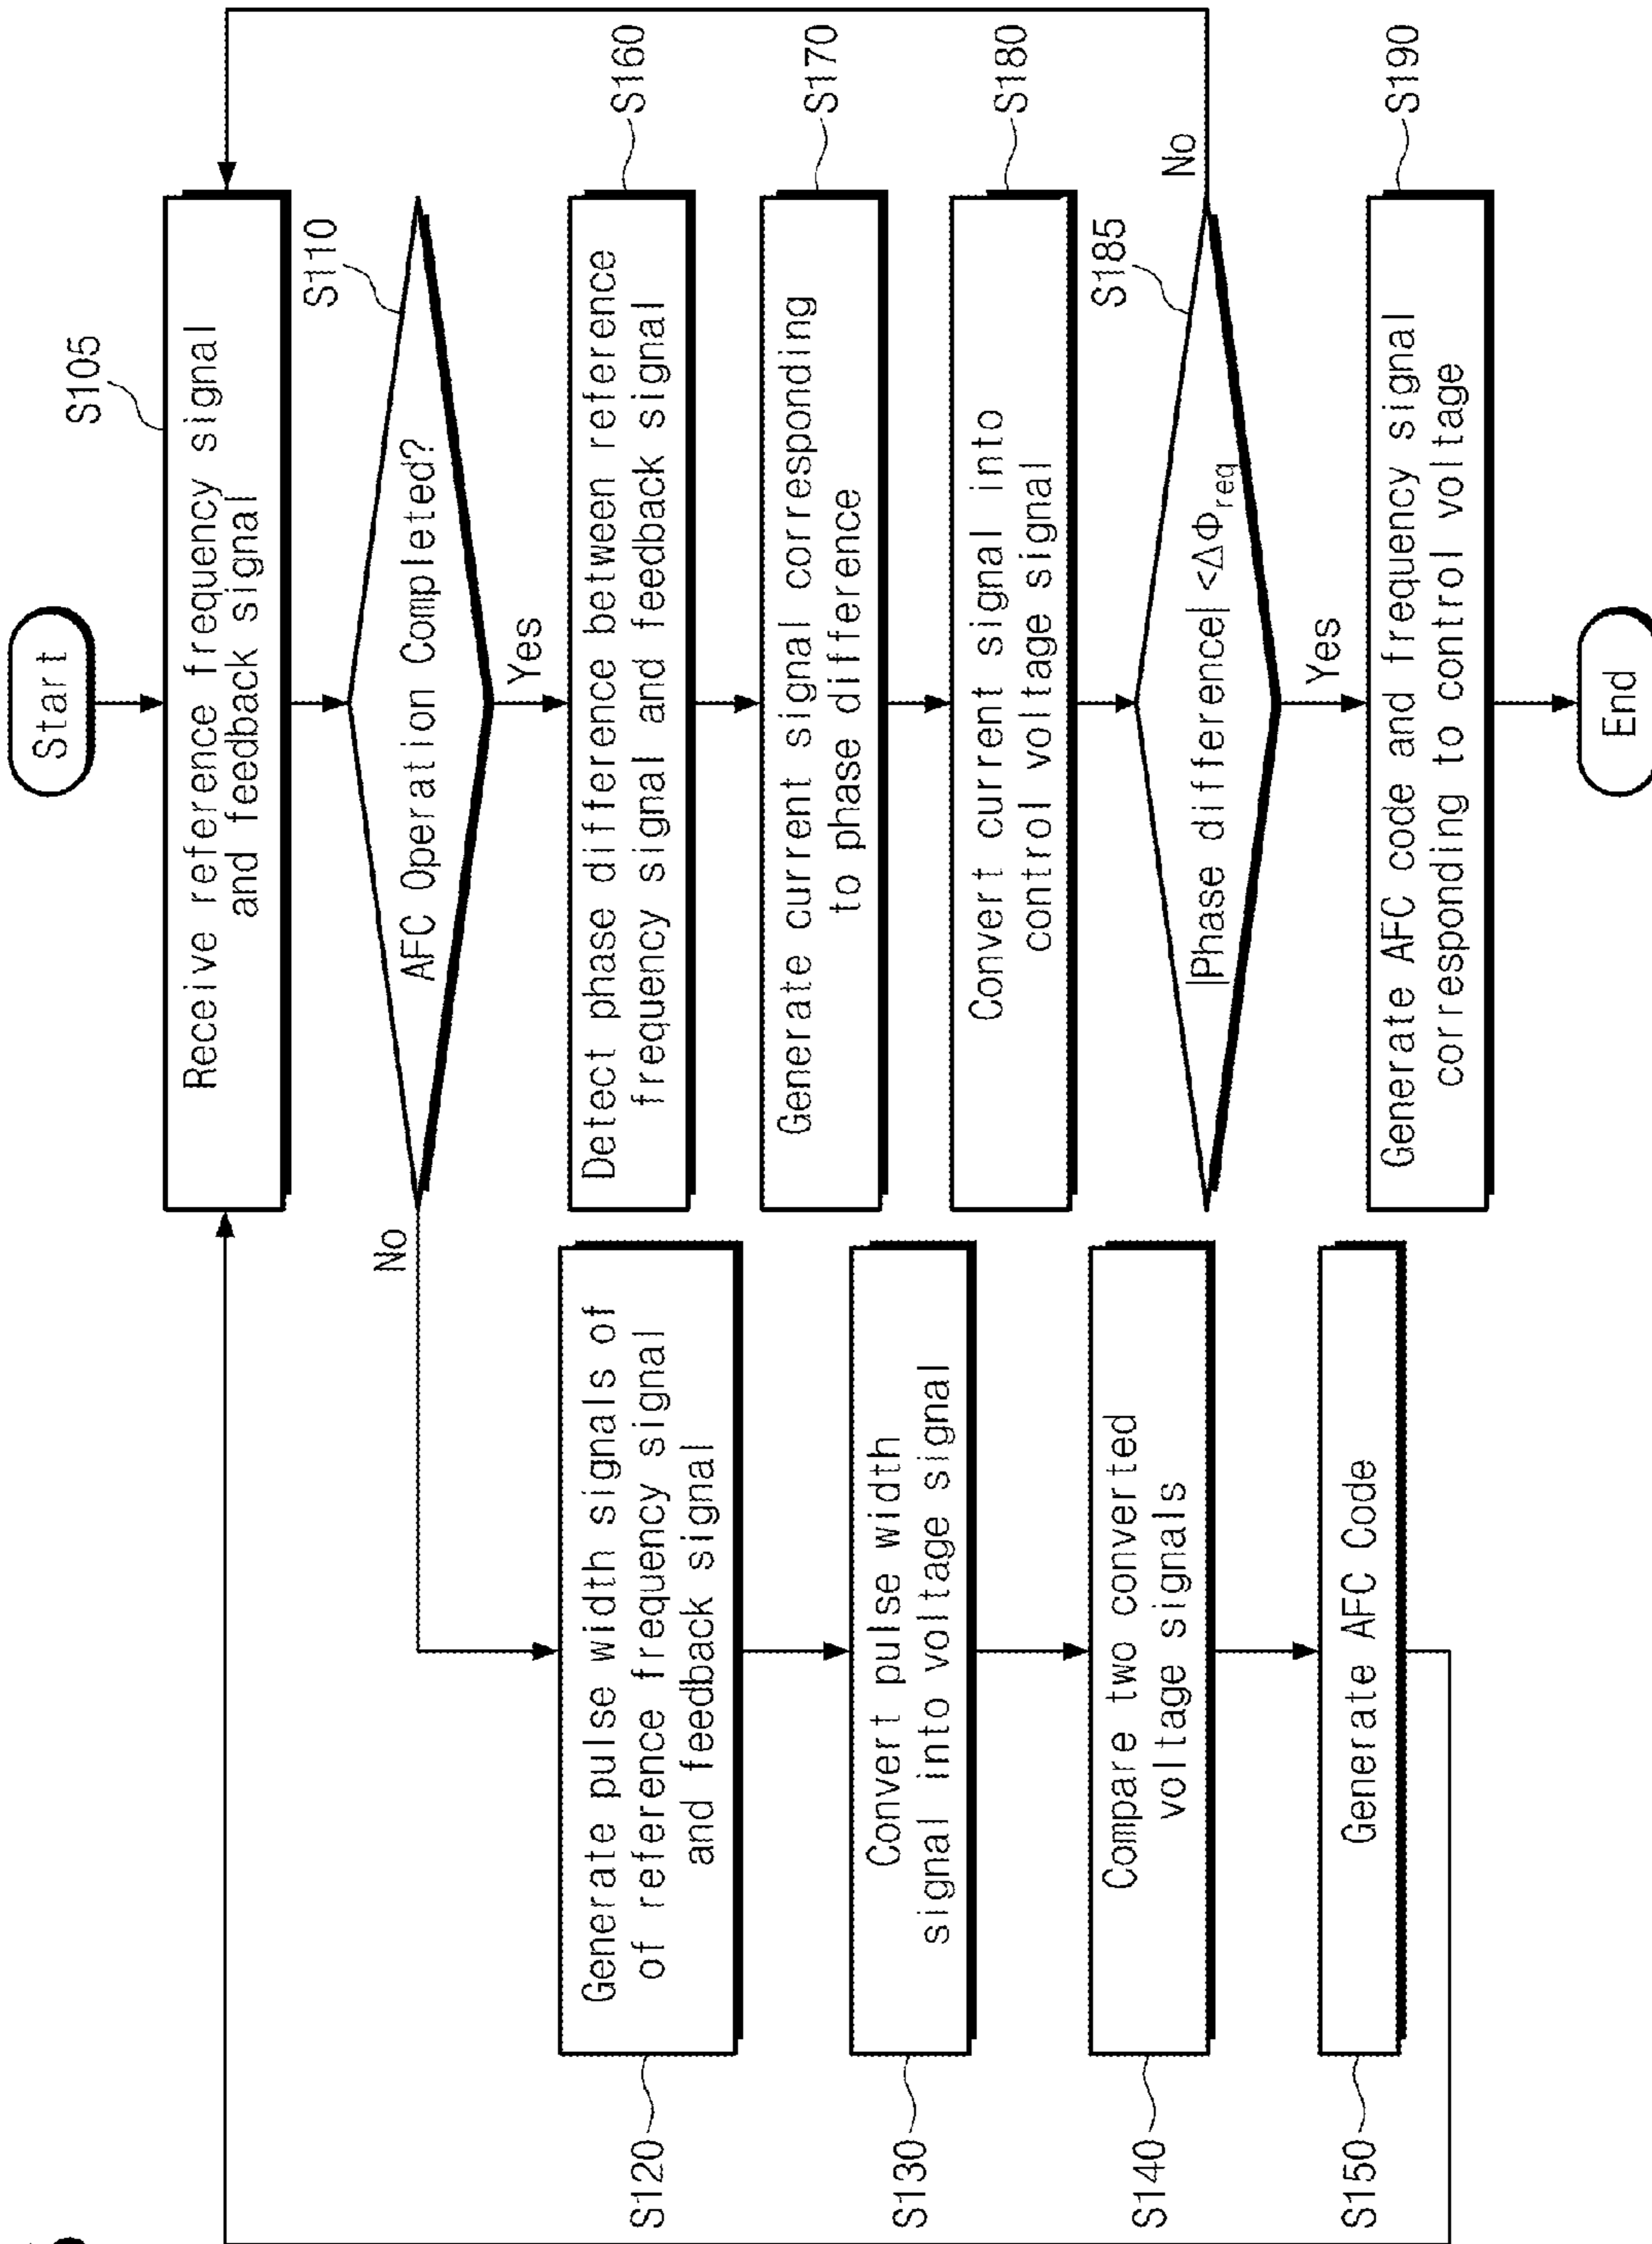 Start
S105
Receive reference frequency signal
and feedback signal
S110
AFC Operation Completed?
No
Yes
Generate pulse width signals of
of reference frequency signal
and feedback signal
S120
Convert pulse width
signal into voltage signal
S130
Compare two converted
voltage signals
S140
Generate AFC Code
S150
Detect phase difference between reference
frequency signal and feedback signal
S160
Generate current signal corresponding
to phase difference
S170
Convert current signal into
control voltage signal
S180
S185
|Phase difference| <ΔΦreq
No
Yes
Generate AFC code and frequency signal
corresponding to control voltage
S190
End